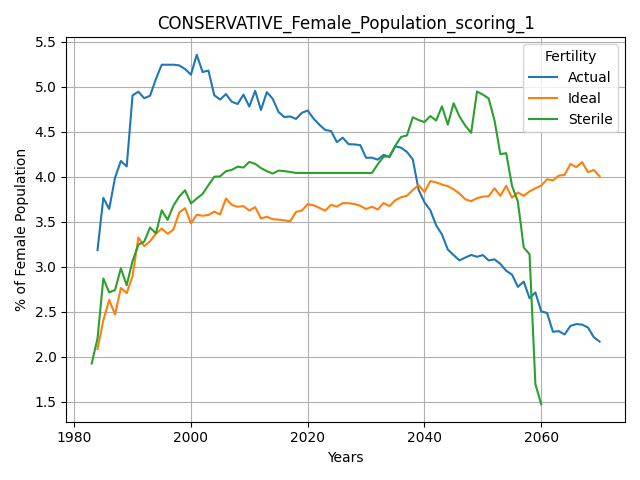 CONSERVATIVE_Female_Population_scoring_1
Fertility
Actual
Ideal
Sterile
% of Female Population
5.5
5.0
4.5
4.0
3.5
3.0
2.5
2.0
1.5
1980
2000
2020
2040
2060
Years